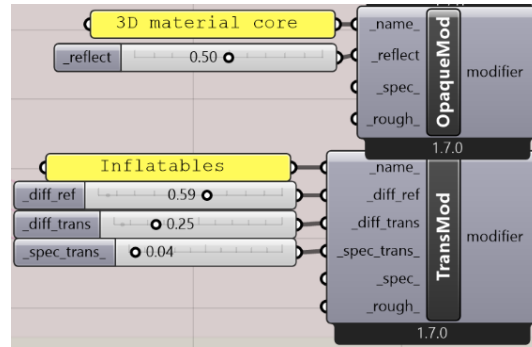 3D material core
_reflect 0.50
_name_
_reflect
_spec_
_rough_
OpaqueMod
modifier
1.7.0
Inflatables
_diff_ref 0.59
_diff_trans 0.25
_spec_trans_ 0.04
_name_
_diff_ref
_diff_trans
_spec_trans_
_spec_
_rough_
TransMod
modifier
1.7.0